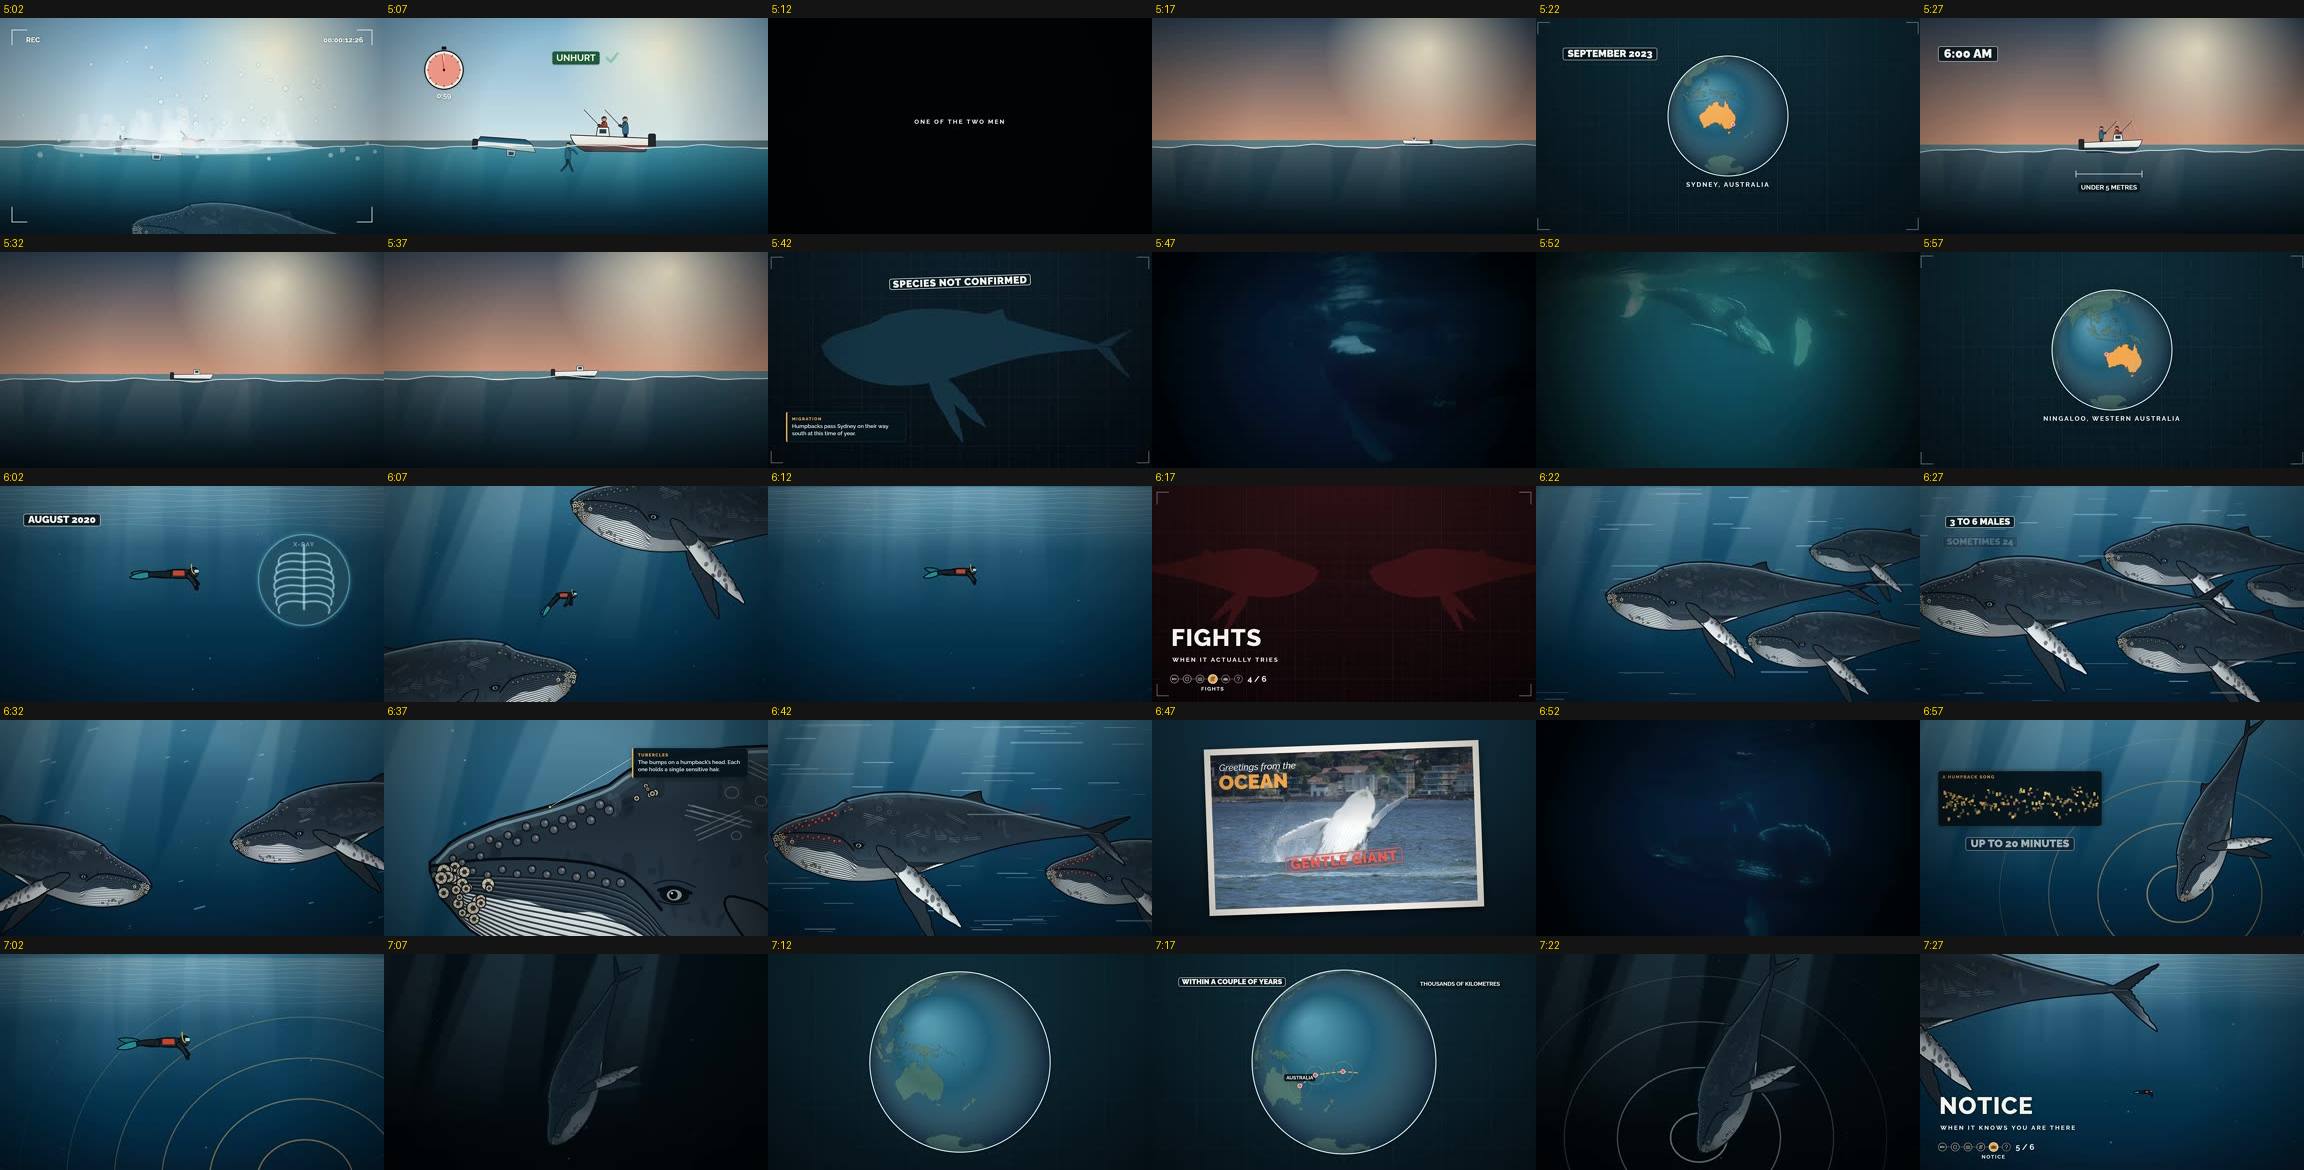 5:02
5:07
5:12
5:17
5:22
5:27
REC
00:00:12:26
0:59
UNHURT
ONE OF THE TWO MEN
SEPTEMBER 2023
SYDNEY, AUSTRALIA
6:00 AM
UNDER 5 METRES
5:32
5:37
5:42
5:47
5:52
5:57
SPECIES NOT CONFIRMED
MIGRATION
Humpbacks pass Sydney on their way
south at this time of year.
NINGALOO, WESTERN AUSTRALIA
6:02
6:07
6:12
6:17
6:22
6:27
AUGUST 2020
X-RAY
FIGHTS
WHEN IT ACTUALLY TRIES
4 / 6
FIGHTS
3 TO 6 MALES
SOMETIMES 24
6:32
6:37
6:42
6:47
6:52
6:57
TUBERCLES
The bumps on a humpback's head. Each
one holds a single sensitive hair.
Greetings from the
OCEAN
GENTLE GIANT
A HUMPBACK SONG
UP TO 20 MINUTES
7:02
7:07
7:12
7:17
7:22
7:27
WITHIN A COUPLE OF YEARS
THOUSANDS OF KILOMETRES
AUSTRALIA
NOTICE
WHEN IT KNOWS YOU ARE THERE
5 / 6
NOTICE